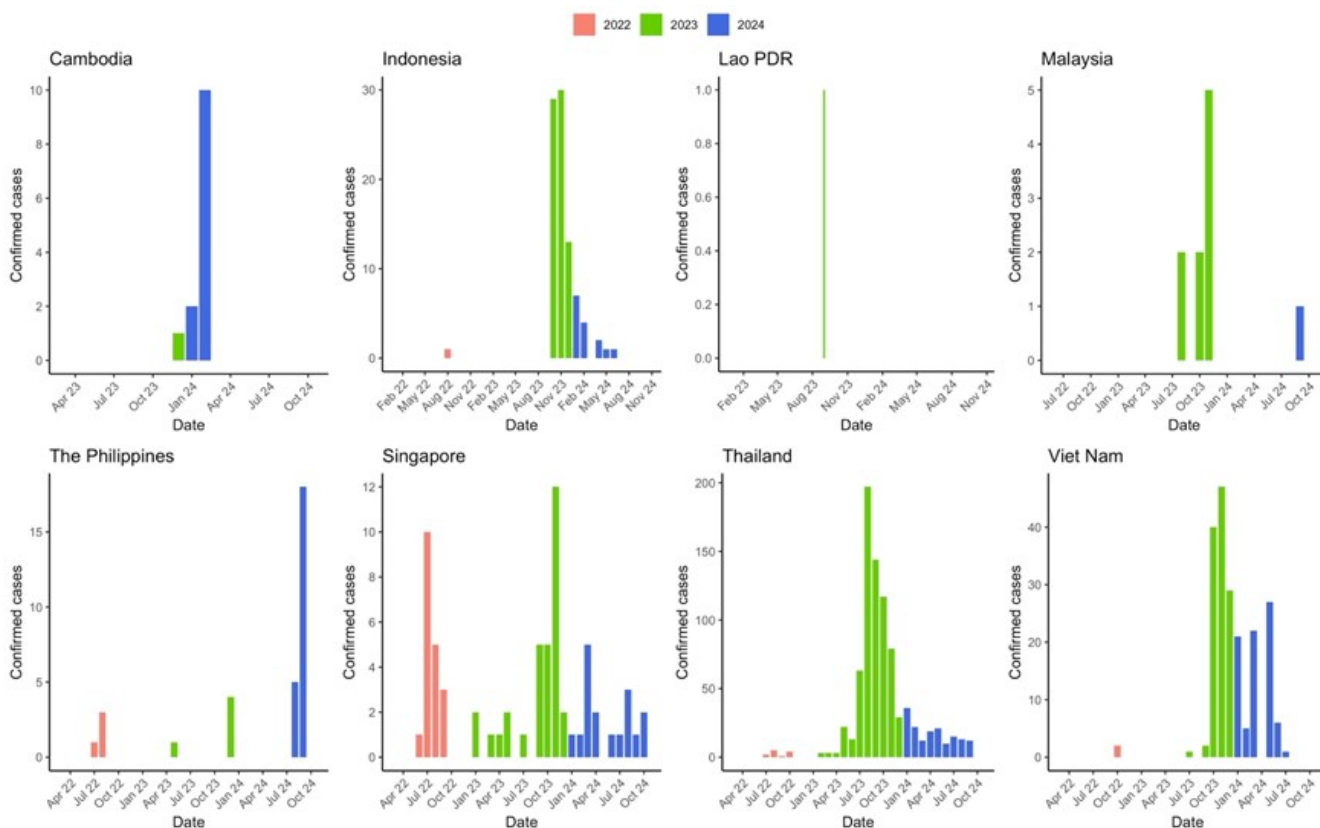 2022 2023 2024
Cambodia
Confirmed cases
10
8
6
4
2
0
Apr 23 Jul 23 Oct 23 Jan 24 Apr 24 Jul 24 Oct 24
Date
Indonesia
Confirmed cases
30
20
10
0
Feb 22 May 22 Aug 22 Nov 22 Feb 23 May 23 Aug 23 Nov 23 Feb 24 May 24 Aug 24 Nov 24
Date
Lao PDR
Confirmed cases
1.0
0.8
0.6
0.4
0.2
0.0
Feb 23 May 23 Aug 23 Nov 23 Feb 24 May 24 Aug 24 Nov 24
Date
Malaysia
Confirmed cases
5
4
3
2
1
0
Jul 22 Oct 22 Jan 23 Apr 23 Jul 23 Oct 23 Jan 24 Apr 24 Jul 24 Oct 24
Date
The Philippines
Confirmed cases
15
10
5
0
Apr 22 Jul 22 Oct 22 Jan 23 Apr 23 Jul 23 Oct 23 Jan 24 Apr 24 Jul 24 Oct 24
Date
Singapore
Confirmed cases
12
10
8
6
4
2
0
Apr 22 Jul 22 Oct 22 Jan 23 Apr 23 Jul 23 Oct 23 Jan 24 Apr 24 Jul 24 Oct 24
Date
Thailand
Confirmed cases
200
150
100
50
0
Apr 22 Jul 22 Oct 22 Jan 23 Apr 23 Jul 23 Oct 23 Jan 24 Apr 24 Jul 24 Oct 24
Date
Viet Nam
Confirmed cases
40
30
20
10
0
Apr 22 Jul 22 Oct 22 Jan 23 Apr 23 Jul 23 Oct 23 Jan 24 Apr 24 Jul 24 Oct 24
Date